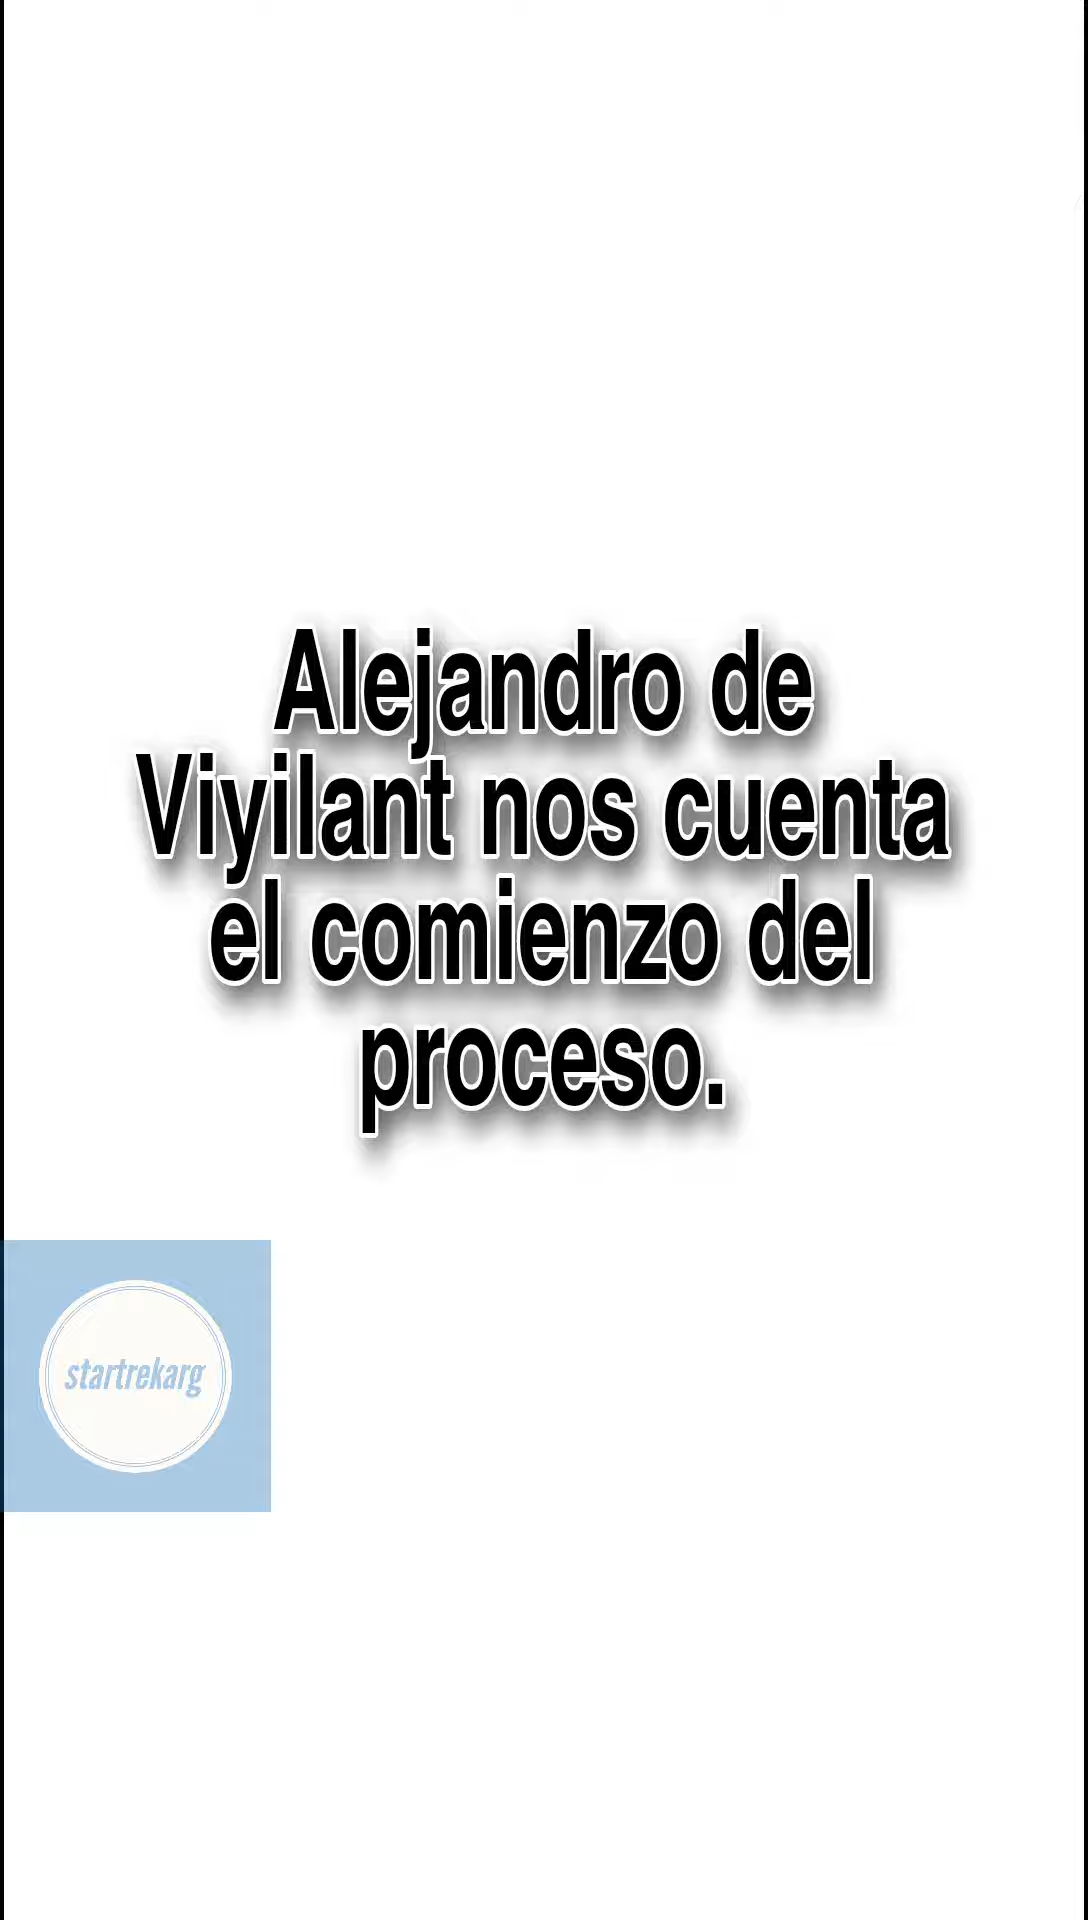 Alejandro de
Viyilant nos cuenta
el comienzo del
proceso.
startrekarg